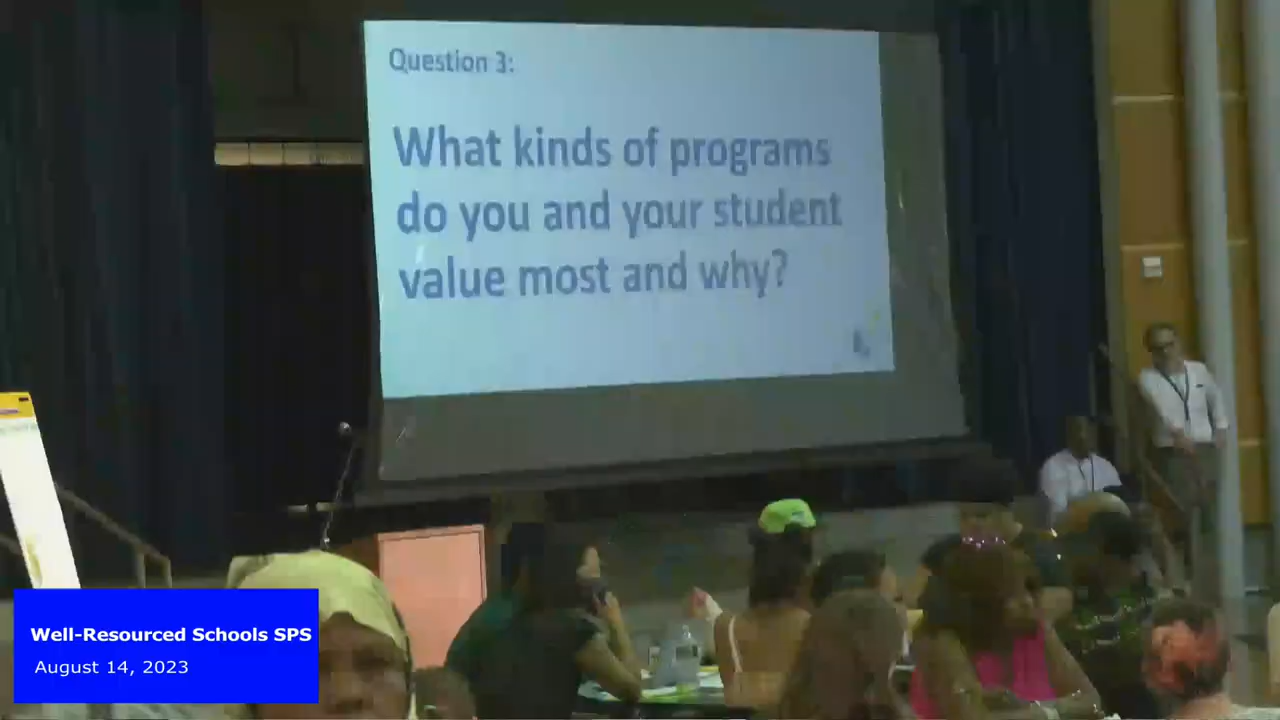 Question 3:
What kinds of programs
do you and your student
value most and why?
Well-Resourced Schools SPS
August 14, 2023